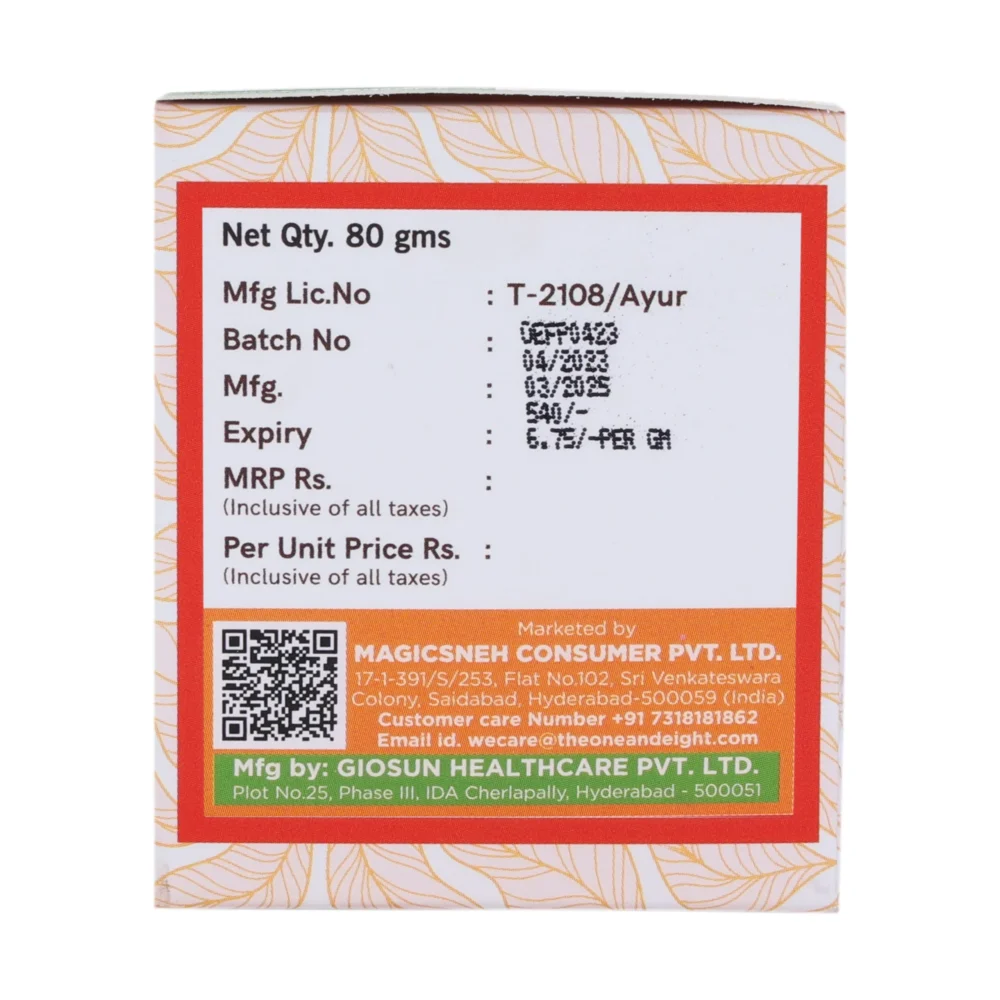 Net Qty. 80 gms
Mfg Lic.No : T-2108/Ayur
Batch No : OEFP0423
04/2023
Mfg. : 03/2025
540/-
Expiry : 6.75/-PER GM
MRP Rs. :
(Inclusive of all taxes)
Per Unit Price Rs. :
(Inclusive of all taxes)
Marketed by
MAGICSNEH CONSUMER PVT. LTD.
17-1-391/S/253, Flat No.102, Sri Venkateswara
Colony, Saidabad, Hyderabad-500059 (India)
Customer care Number +91 7318181862
Email id. wecare@theoneandeight.com
Mfg by: GIOSUN HEALTHCARE PVT. LTD.
Plot No.25, Phase III, IDA Cherlapally, Hyderabad - 500051